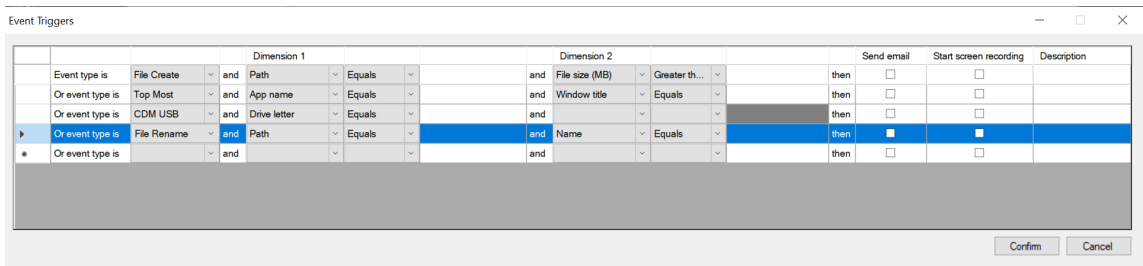 Event Triggers
Dimension 1 Dimension 2 Send email Start screen recording Description
Event type is File Create and Path Equals and File size (MB) Greater th... then
Or event type is Top Most and App name Equals and Window title Equals then
Or event type is CDM USB and Drive letter Equals and then
Or event type is File Rename and Path Equals and Name Equals then
Or event type is and and then
Confirm Cancel